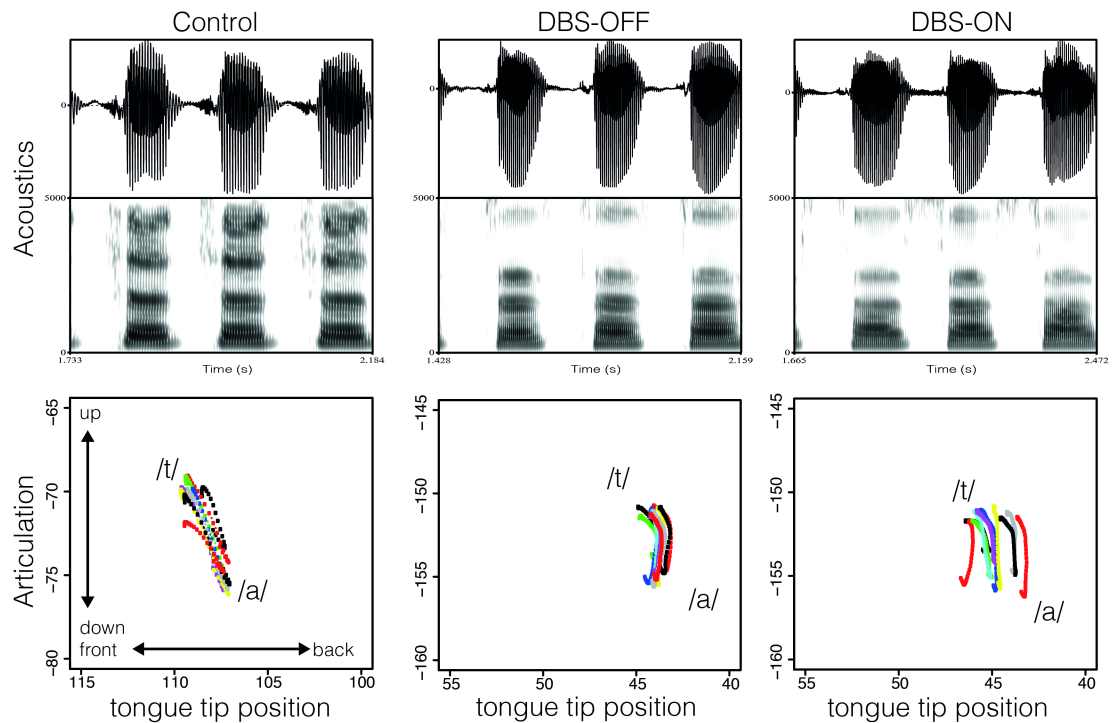 Control DBS-OFF DBS-ON
Acoustics
0 0 0
5000 5000 5000
0 0 0
1.733 2.184 1.428 2.159 1.665 2.472
Time (s) Time (s) Time (s)
Articulation
−65 −70 −75 −80
up
/t/
/a/
down
front back
115 110 105 100
tongue tip position
−145 −150 −155 −160
/t/
/a/
55 50 45 40
tongue tip position
−145 −150 −155 −160
/t/
/a/
55 50 45 40
tongue tip position